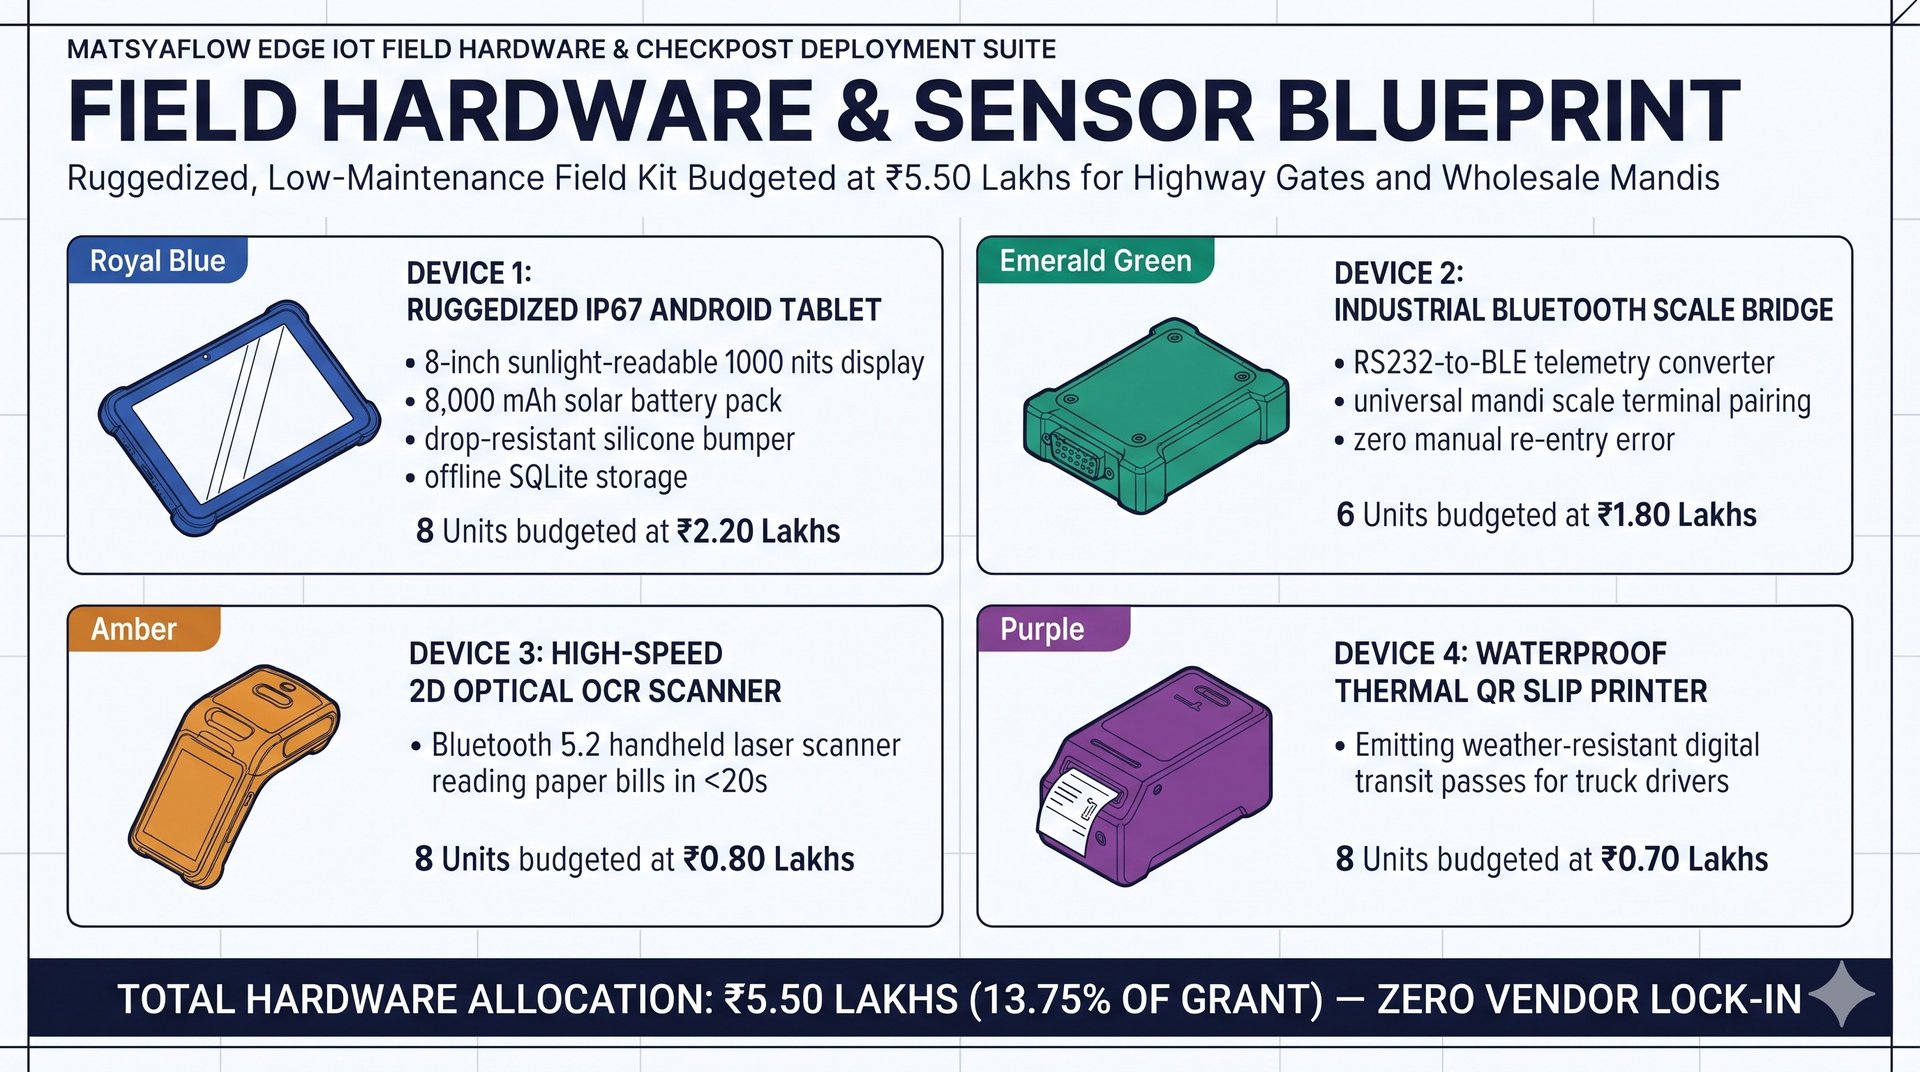 MATSYAFLOW EDGE IOT FIELD HARDWARE & CHECKPOST DEPLOYMENT SUITE
FIELD HARDWARE & SENSOR BLUEPRINT
Ruggedized, Low-Maintenance Field Kit Budgeted at ₹5.50 Lakhs for Highway Gates and Wholesale Mandis
Royal Blue
DEVICE 1:
RUGGEDIZED IP67 ANDROID TABLET
• 8-inch sunlight-readable 1000 nits display
• 8,000 mAh solar battery pack
• drop-resistant silicone bumper
• offline SQLite storage
8 Units budgeted at ₹2.20 Lakhs
Emerald Green
DEVICE 2:
INDUSTRIAL BLUETOOTH SCALE BRIDGE
• RS232-to-BLE telemetry converter
• universal mandi scale terminal pairing
• zero manual re-entry error
6 Units budgeted at ₹1.80 Lakhs
Amber
DEVICE 3: HIGH-SPEED
2D OPTICAL OCR SCANNER
• Bluetooth 5.2 handheld laser scanner
reading paper bills in <20s
8 Units budgeted at ₹0.80 Lakhs
Purple
DEVICE 4: WATERPROOF
THERMAL QR SLIP PRINTER
• Emitting weather-resistant digital
transit passes for truck drivers
8 Units budgeted at ₹0.70 Lakhs
TOTAL HARDWARE ALLOCATION: ₹5.50 LAKHS (13.75% OF GRANT) — ZERO VENDOR LOCK-IN